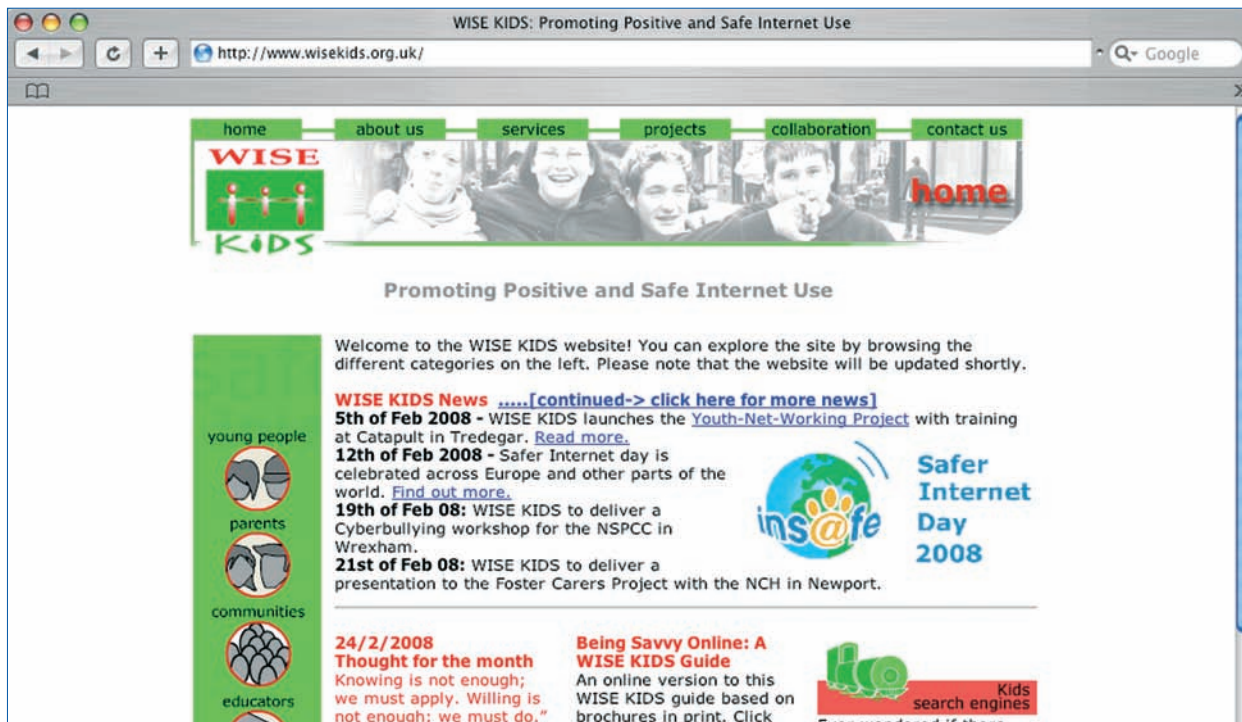 WISE KIDS: Promoting Positive and Safe Internet Use
http://www.wisekids.org.uk/
Google
home about us services projects collaboration contact us
WISE
KiDS
home
Promoting Positive and Safe Internet Use
Welcome to the WISE KIDS website! You can explore the site by browsing the
different categories on the left. Please note that the website will be updated shortly.
WISE KIDS News .....[continued-> click here for more news]
5th of Feb 2008 - WISE KIDS launches the Youth-Net-Working Project with training
at Catapult in Tredegar. Read more.
12th of Feb 2008 - Safer Internet day is
celebrated across Europe and other parts of the
world. Find out more.
19th of Feb 08: WISE KIDS to deliver a
Cyberbullying workshop for the NSPCC in
Wrexham.
21st of Feb 08: WISE KIDS to deliver a
presentation to the Foster Carers Project with the NCH in Newport.
ins@fe
Safer
Internet
Day
2008
young people
parents
communities
educators
24/2/2008
Thought for the month
Knowing is not enough;
we must apply. Willing is
not enough; we must do."
Being Savvy Online: A
WISE KIDS Guide
An online version to this
WISE KIDS guide based on
brochures in print. Click
Kids
search engines
Ever wondered if there